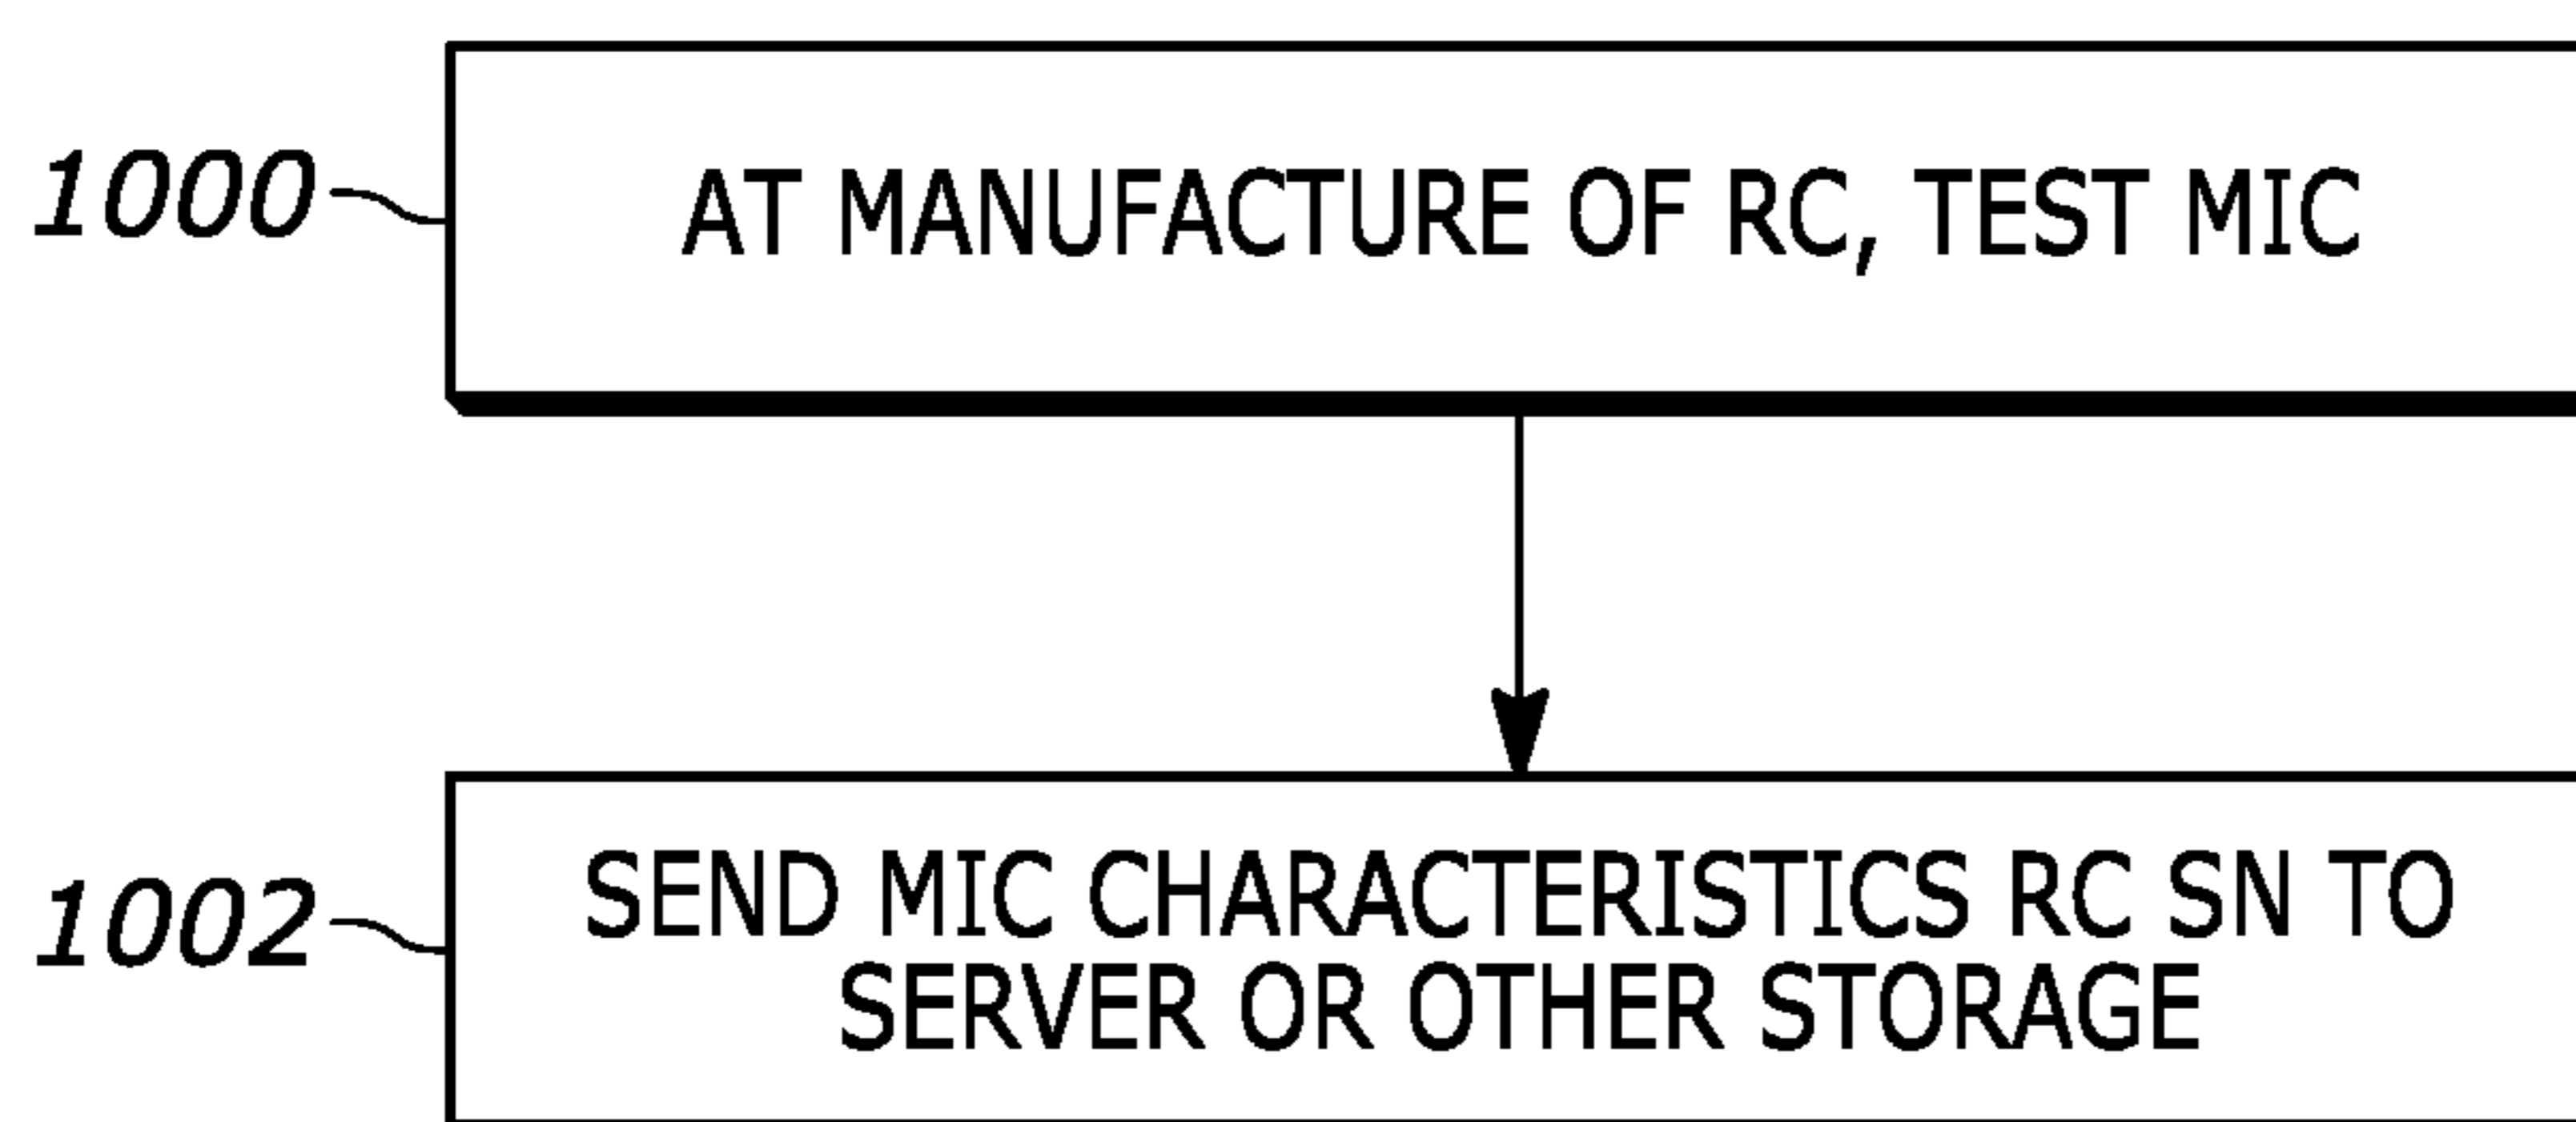 1000
AT MANUFACTURE OF RC, TEST MIC
1002
SEND MIC CHARACTERISTICS RC SN TO
SERVER OR OTHER STORAGE